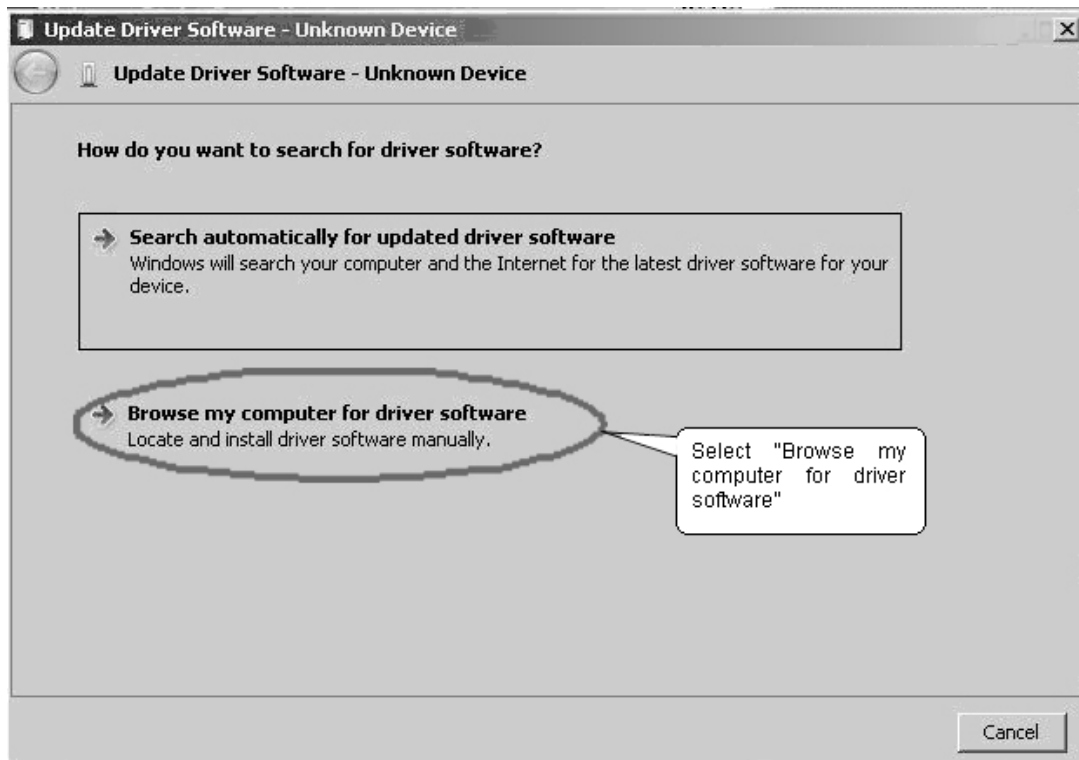 Update Driver Software - Unknown Device
Update Driver Software - Unknown Device
How do you want to search for driver software?
Search automatically for updated driver software
Windows will search your computer and the Internet for the latest driver software for your
device.
Browse my computer for driver software
Locate and install driver software manually.
Select "Browse my
computer for driver
software"
Cancel